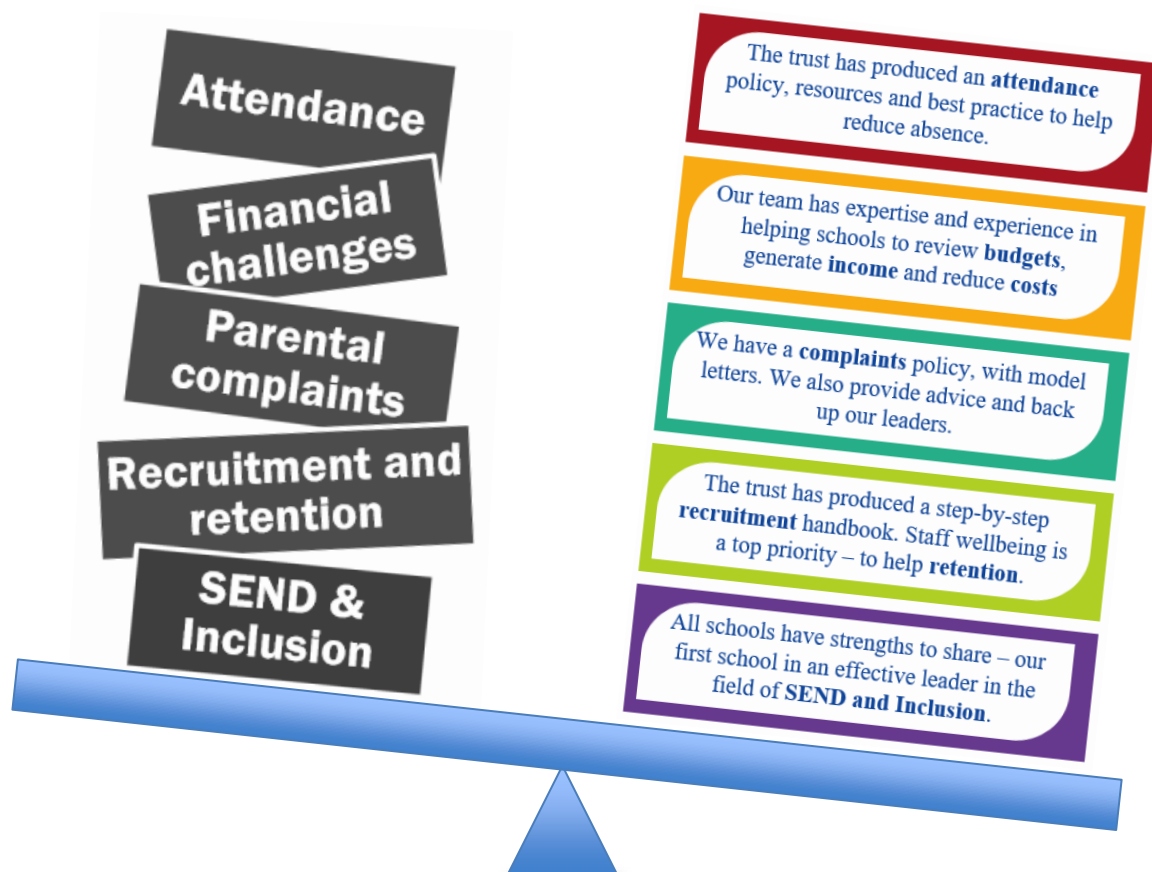 Attendance
Financial
challenges
Parental
complaints
Recruitment and
retention
SEND &
Inclusion
The trust has produced an attendance
policy, resources and best practice to help
reduce absence.
Our team has expertise and experience in
helping schools to review budgets,
generate income and reduce costs
We have a complaints policy, with model
letters. We also provide advice and back
up our leaders.
The trust has produced a step-by-step
recruitment handbook. Staff wellbeing is
a top priority – to help retention.
All schools have strengths to share – our
first school in an effective leader in the
field of SEND and Inclusion.